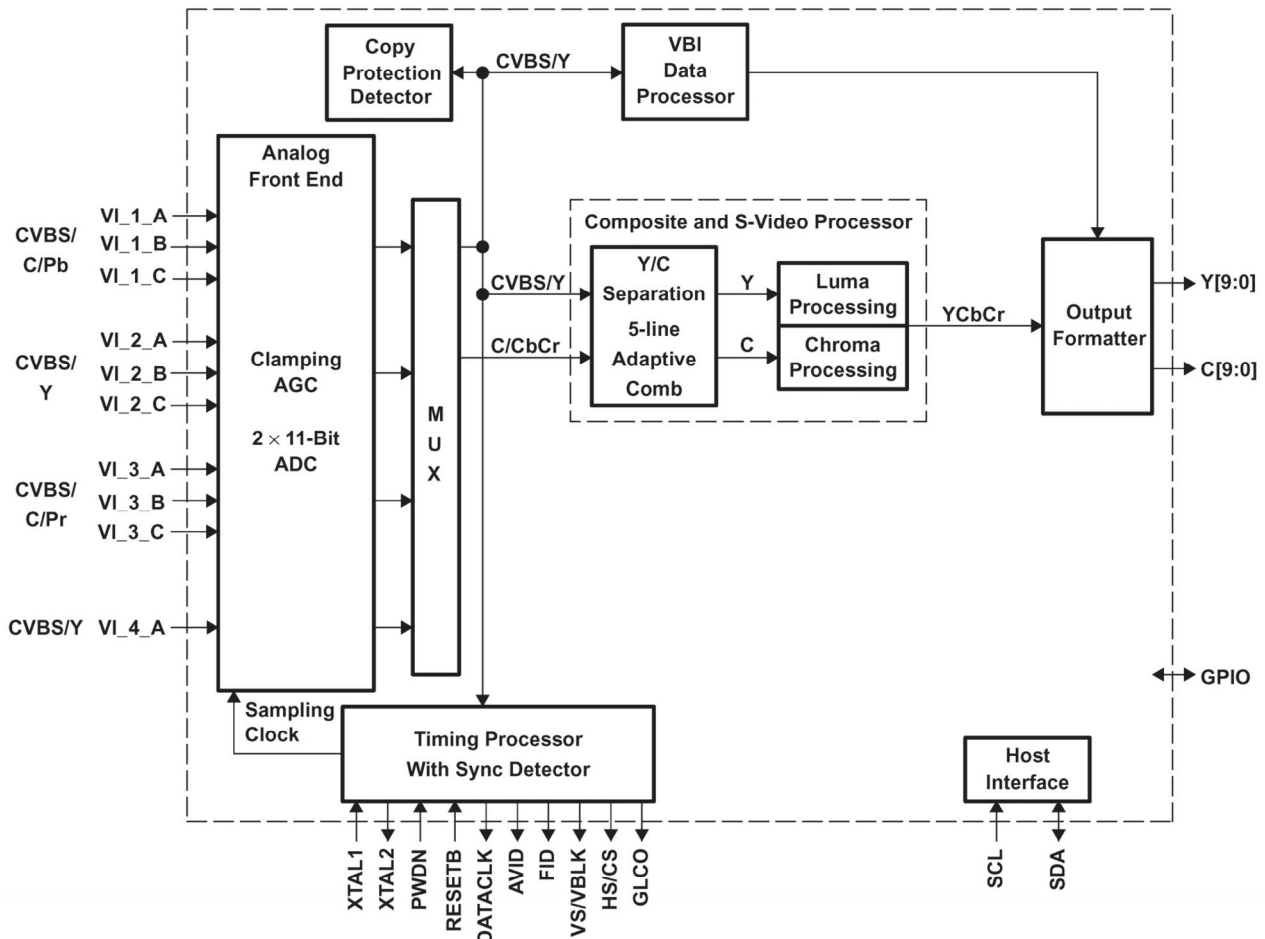 Copy
Protection
Detector
CVBS/Y
VBI
Data
Processor
Analog
Front End
Clamping
AGC
2 × 11-Bit
ADC
CVBS/
C/Pb
VI_1_A
VI_1_B
VI_1_C
CVBS/
Y
VI_2_A
VI_2_B
VI_2_C
CVBS/
C/Pr
VI_3_A
VI_3_B
VI_3_C
CVBS/Y
VI_4_A
M
U
X
CVBS/Y
C/CbCr
Composite and S-Video Processor
Y/C
Separation
5-line
Adaptive
Comb
Y
C
Luma
Processing
Chroma
Processing
YCbCr
Output
Formatter
Y[9:0]
C[9:0]
GPIO
Sampling
Clock
Timing Processor
With Sync Detector
Host
Interface
XTAL1
XTAL2
PWDN
RESETB
DATACLK
AVID
FID
VS/VBLK
HS/CS
GLCO
SCL
SDA